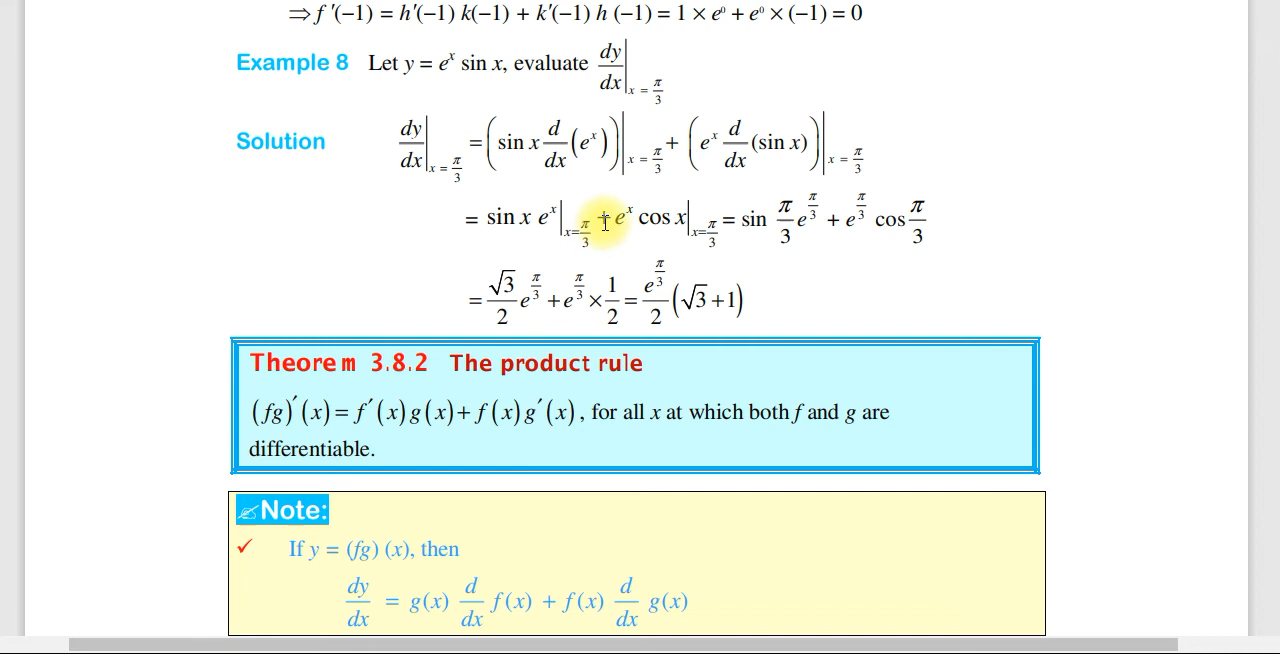 ⇒ f ′(−1) = h′(−1) k(−1) + k′(−1) h (−1) = 1 × e⁰ + e⁰ × (−1) = 0
Example 8 Let y = eˣ sin x, evaluate dy/dx|ₓ ₌ π/3
Solution dy/dx|x = π/3 = (sin x d/dx (eˣ))|x = π/3 + (eˣ d/dx (sin x))|x = π/3
= sin x eˣ|x=π/3 + eˣ cos x|x=π/3 = sin π/3 e^(π/3) + e^(π/3) cos π/3
= √3/2 e^(π/3) + e^(π/3) × 1/2 = e^(π/3)/2 (√3+1)
Theorem 3.8.2 The product rule
(fg)′(x) = f′(x)g(x) + f(x)g′(x), for all x at which both f and g are
differentiable.
Note:
✓ If y = (fg) (x), then
dy/dx = g(x) d/dx f(x) + f(x) d/dx g(x)